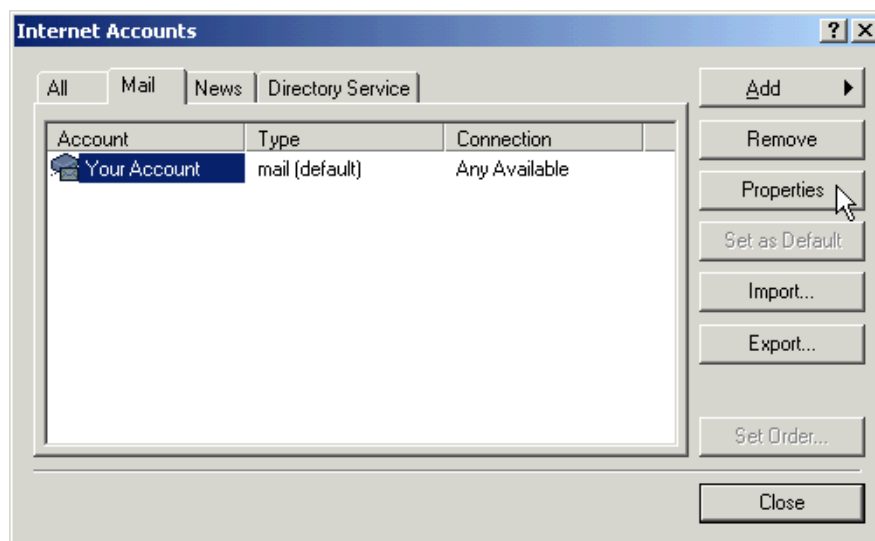 Internet Accounts
All Mail News Directory Service
Account Type Connection
Your Account mail (default) Any Available
Add
Remove
Properties
Set as Default
Import...
Export...
Set Order...
Close